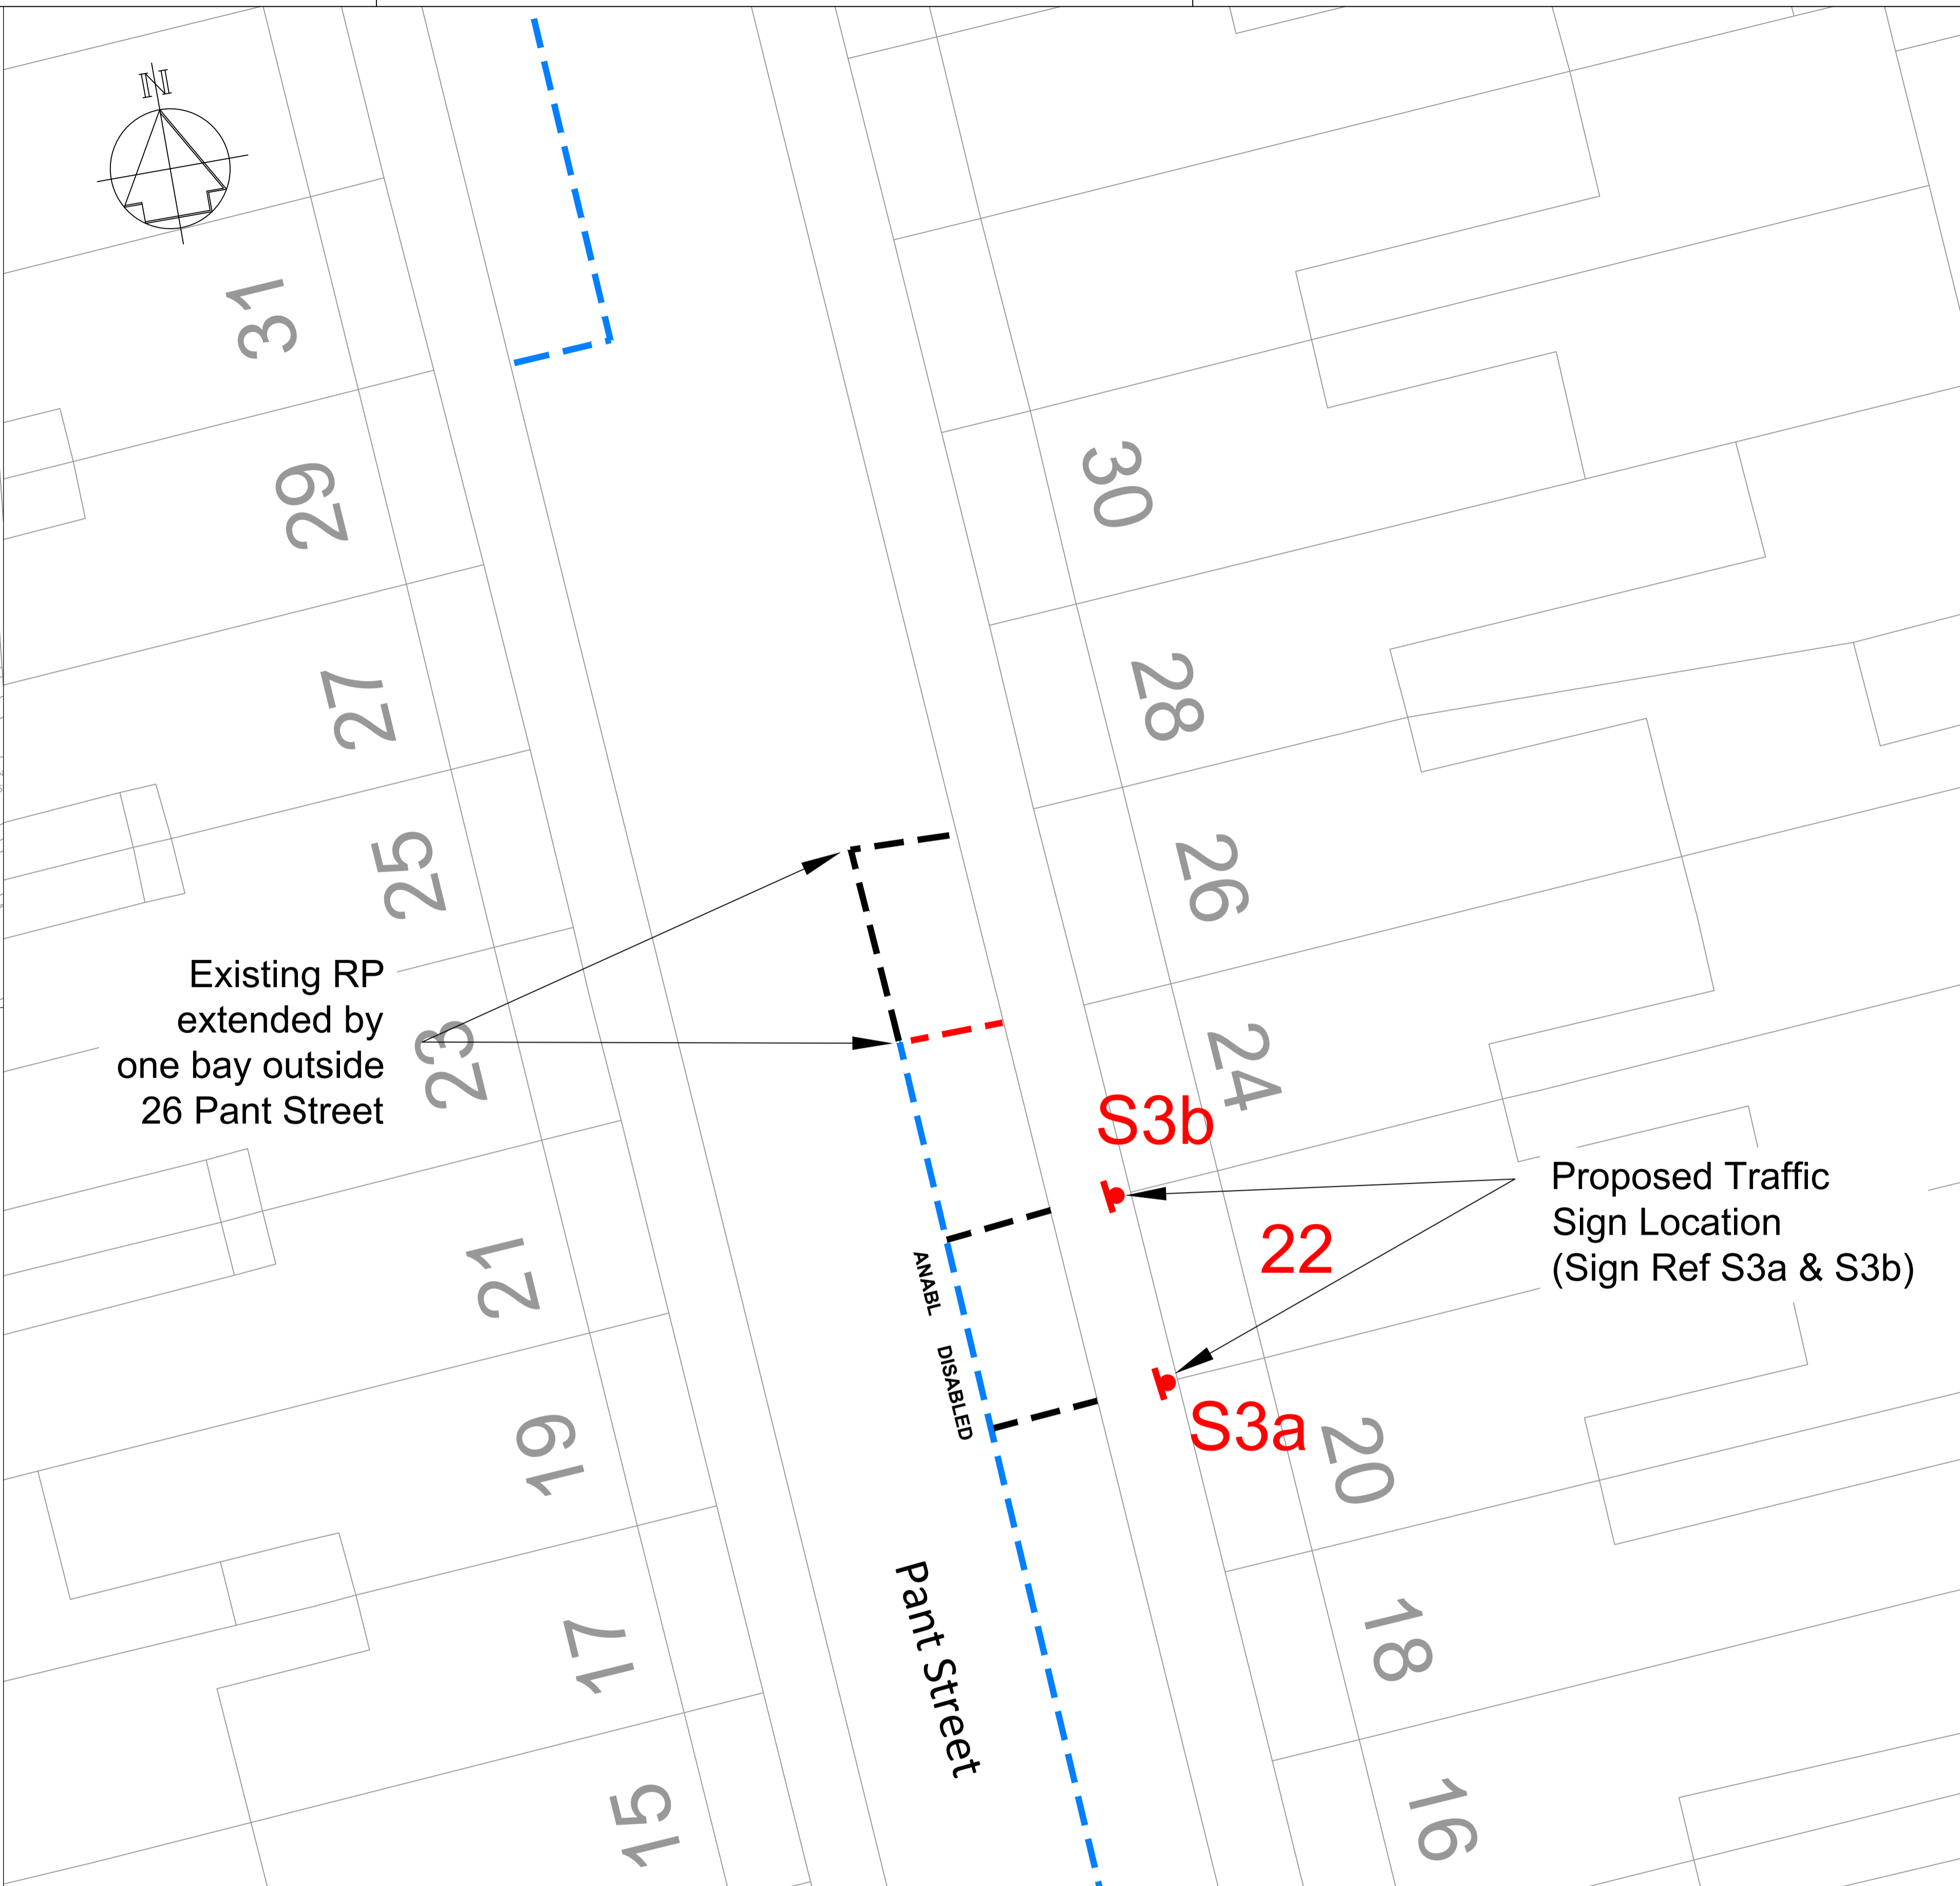 N
31
29
27
25
23
21
19
17
15
30
28
26
24
22
20
18
16
Existing RP
extended by
one bay outside
26 Pant Street
S3b
S3a
Proposed Traffic
Sign Location
(Sign Ref S3a & S3b)
ANABL
DISABLED
Pant Street